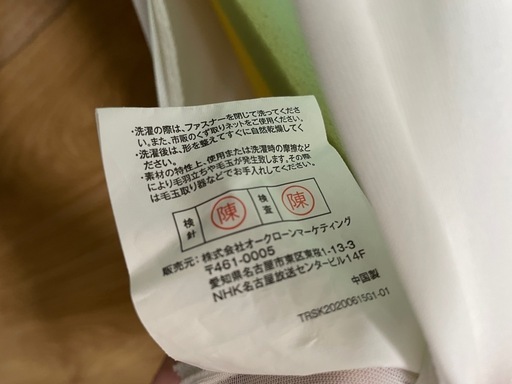 ・洗濯の際は、ファスナーを閉じて洗ってくださ
い。また、市販のくず取りネットをご使用ください。
・洗濯後は、形を整えてすぐに自然乾燥してく
ださい。
・素材の特性上、使用または洗濯時の摩擦など
により毛羽立ちや毛玉が発生致します。その際
は毛玉取り器などでお手入れしてください。
検針 陳 検査 陳
販売元: 株式会社オークローンマーケティング
〒461-0005
愛知県名古屋市東区東桜1-13-3
NHK名古屋放送センタービル14F
中国製
TRSK20200615G1-01